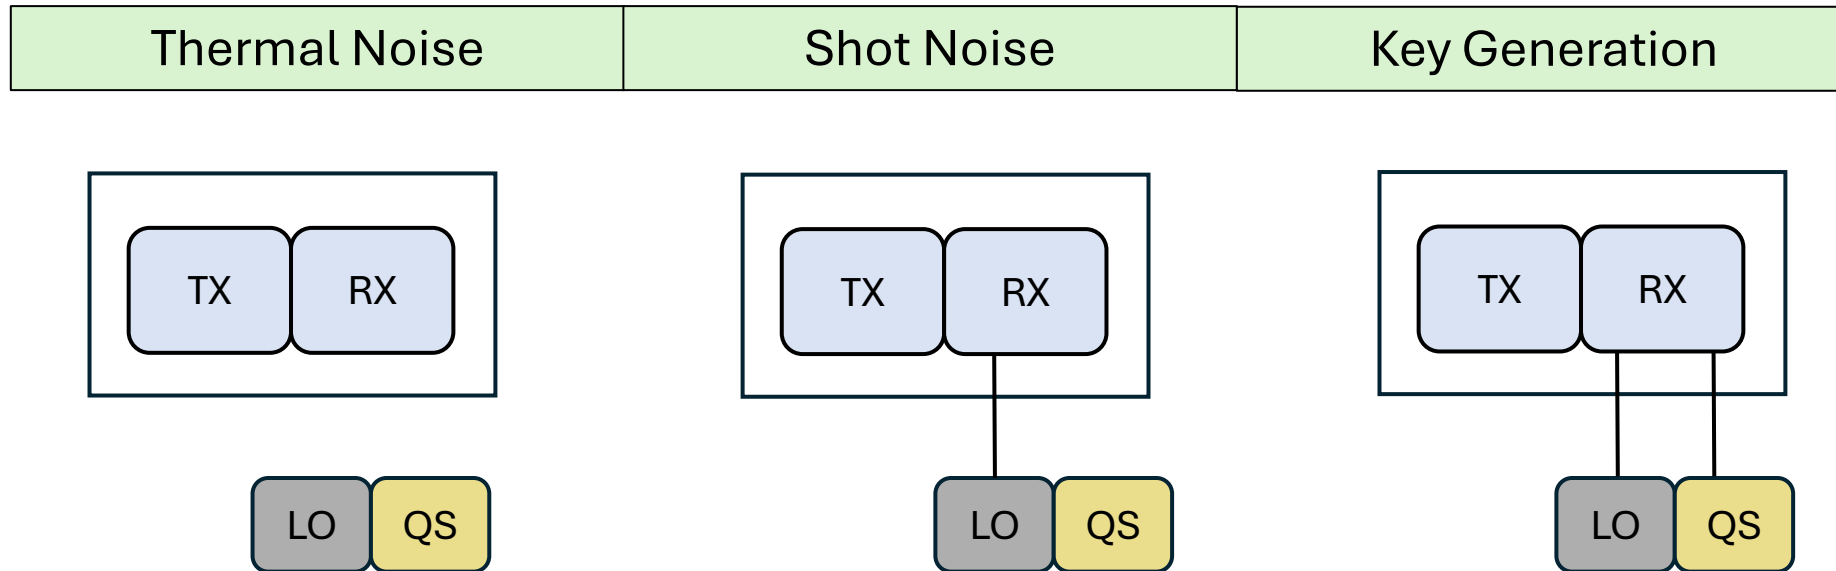 Thermal Noise
Shot Noise
Key Generation
TX
RX
TX
RX
TX
RX
LO
QS
LO
QS
LO
QS